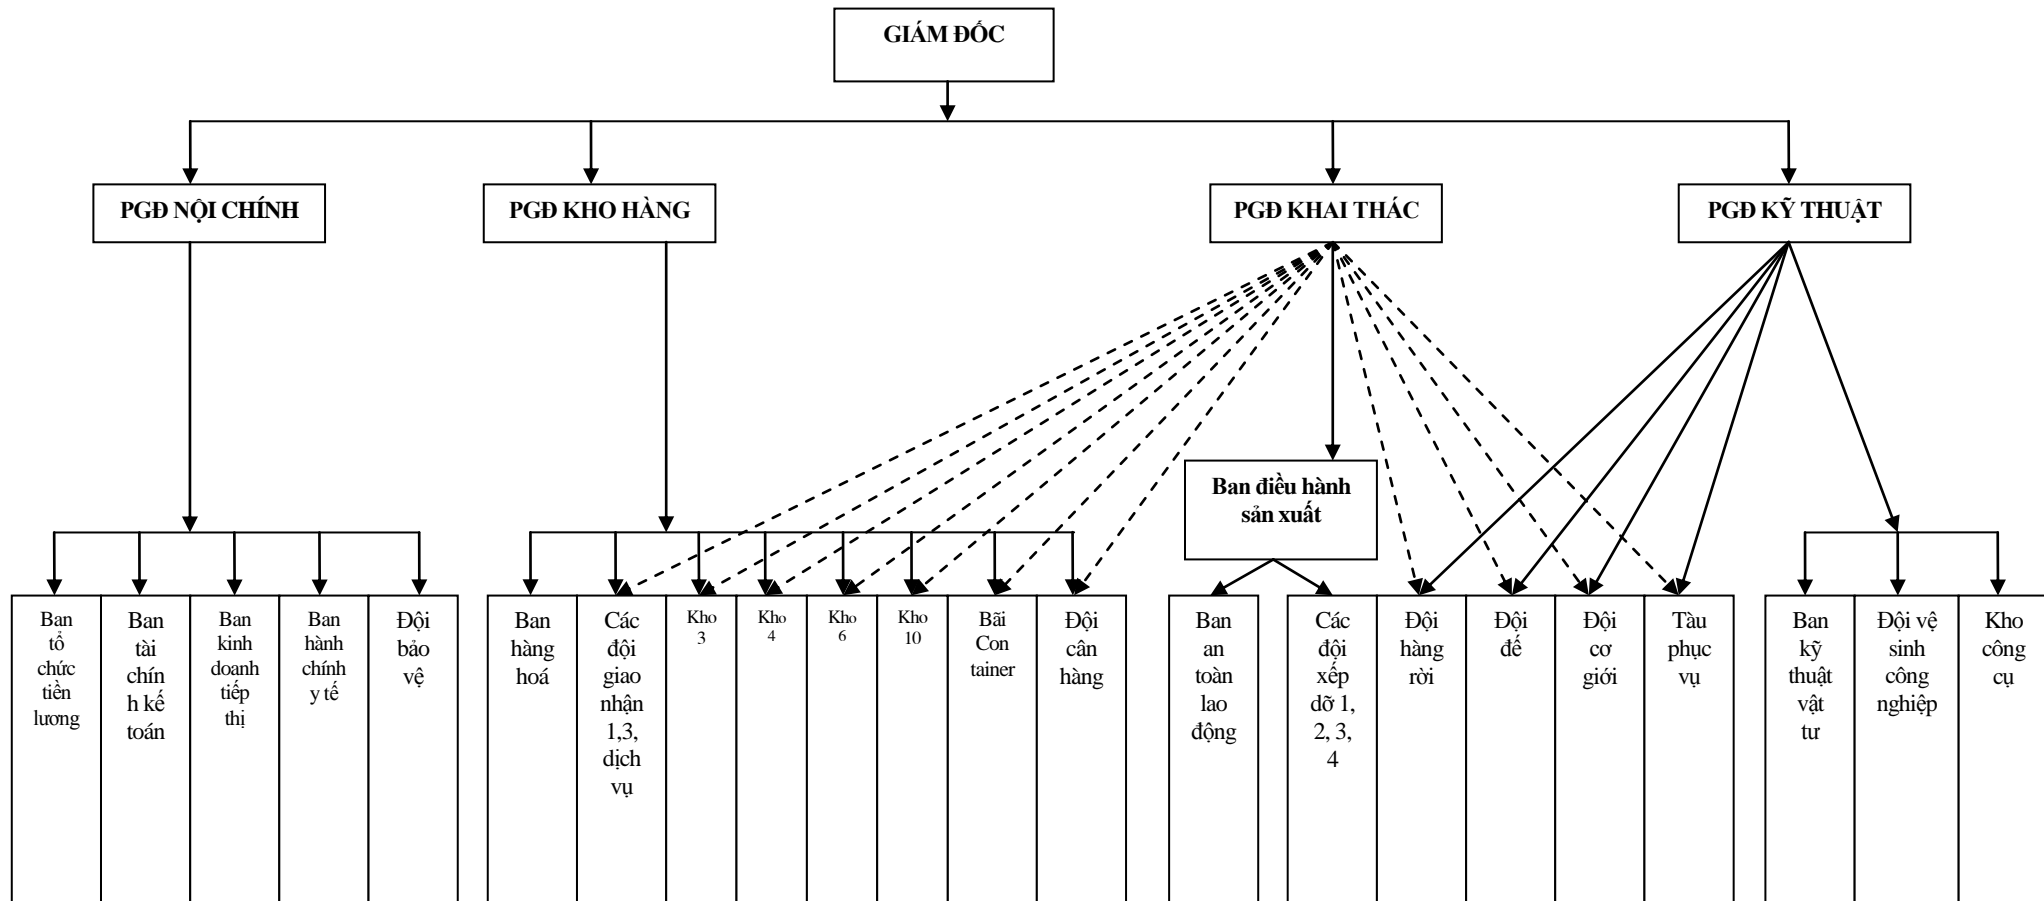 GIÁM ĐỐC
PGĐ NỘI CHÍNH
PGĐ KHO HÀNG
PGĐ KHAI THÁC
PGĐ KỸ THUẬT
Ban điều hành
sản xuất
Ban
tổ
chức
tiền
lương
Ban
tài
chín
h kế
toán
Ban
kinh
doanh
tiếp
thị
Ban
hành
chính
y tế
Đội
bảo
vệ
Ban
hàng
hoá
Các
đội
giao
nhận
1,3,
dịch
vụ
Kho
3
Kho
4
Kho
6
Kho
10
Bãi
Con
tainer
Đội
cân
hàng
Ban
an
toàn
lao
động
Các
đội
xếp
dỡ 1,
2, 3,
4
Đội
hàng
rời
Đội
đế
Đội
cơ
giới
Tàu
phục
vụ
Ban
kỹ
thuật
vật
tư
Đội vệ
sinh
công
nghiệp
Kho
công
cụ